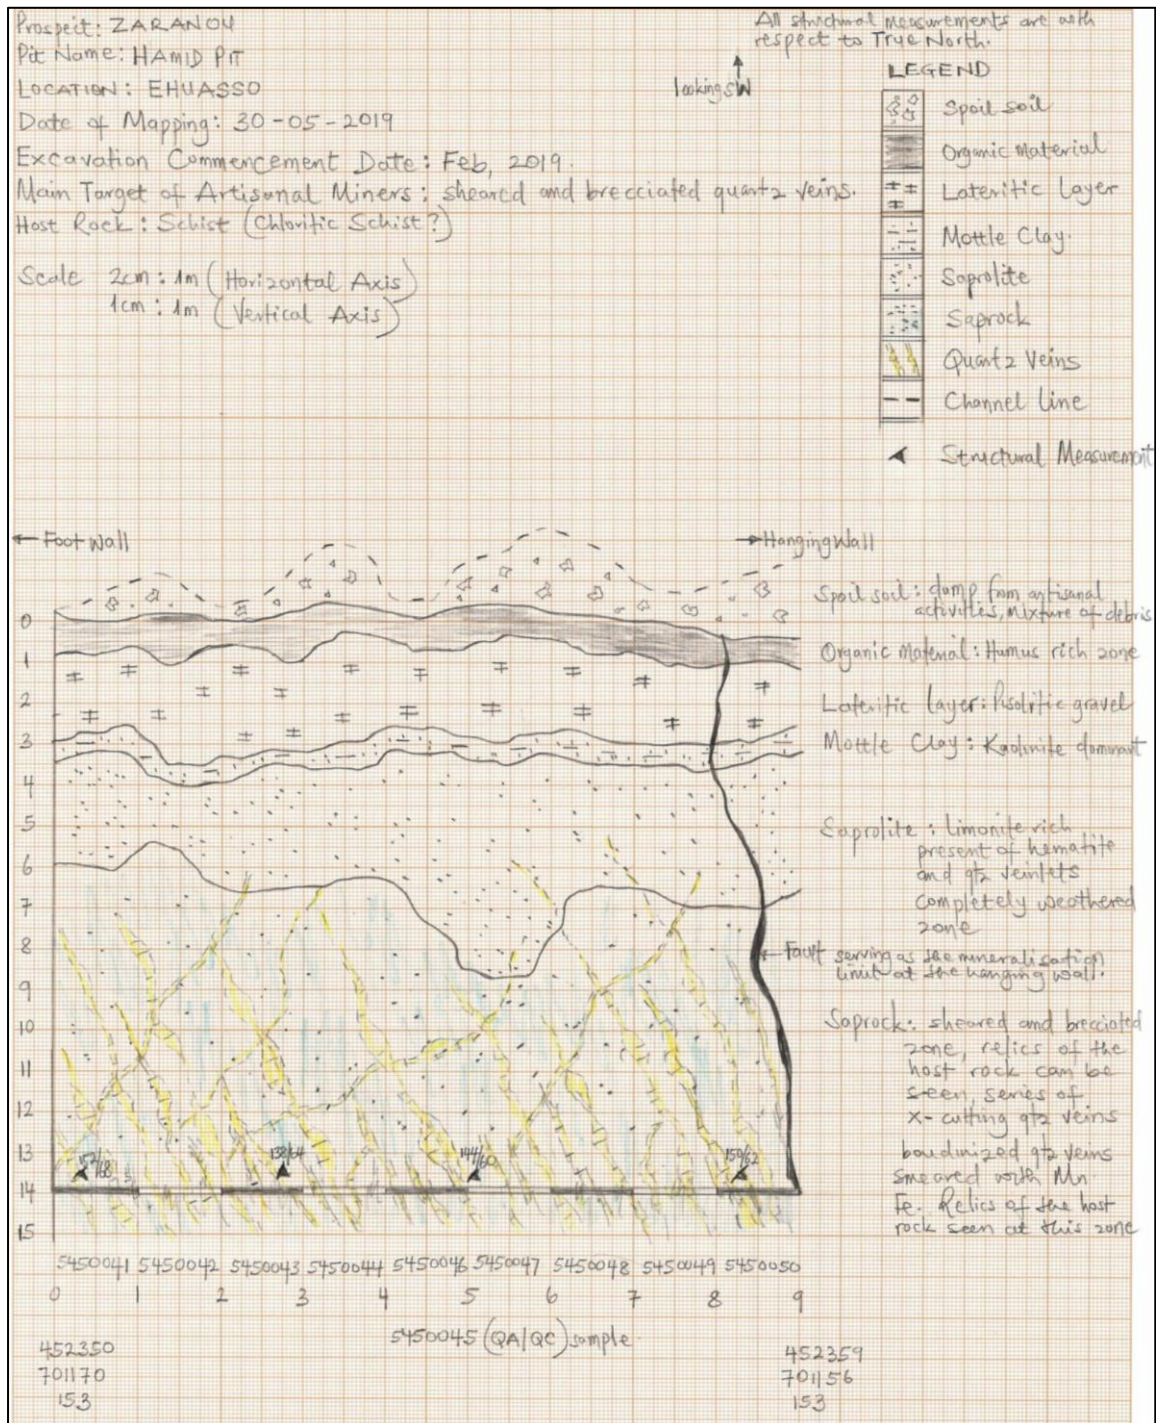 Prospect: ZARANOU
Pit Name: HAMID PIT
LOCATION: EHUASSO
Date of Mapping: 30-05-2019
Excavation Commencement Date: Feb, 2019.
Main Target of Artisanal Miners: sheared and brecciated quartz veins.
Host Rock: Schist (Chloritic Schist?)
Scale 2cm: 1m (Horizontal Axis)
1cm: 1m (Vertical Axis)
All structural measurements are with
respect to Trye North.
looking SW
LEGEND
Spoil soil
Organic Material
Lateritic Layer
Mottle Clay.
Saprolite
Saprock
Quartz Veins
Channel Line
Structural Measurement
Foot Wall
Hanging Wall
Spoil soil: dump from artisanal
activities, mixture of debris
Organic Material: Humus rich zone
Lateritic layer: Pisolitic gravel
Mottle Clay: Kaolinite dominant
Saprolite: Limonite rich
present of hematite
and qtz veinlets
completely weathered
zone
Fault serving as the mineralisation
limit at the hanging wall.
Saprock: sheared and brecciated
zone, relics of the
host rock can be
seen, series of
x-cutting qtz veins
boudinized qtz veins
smeared with Mn
Fe. Relics of the host
rock seen at this zone
0
1
2
3
4
5
6
7
8
9
10
11
12
13
14
15
138/64
144/60
150/62
5450041 5450042 5450043 5450044 5450046 5450047 5450048 5450049 5450050
0 1 2 3 4 5 6 7 8 9
5450045 (QA/QC) sample
452350
701170
153
452359
701156
153